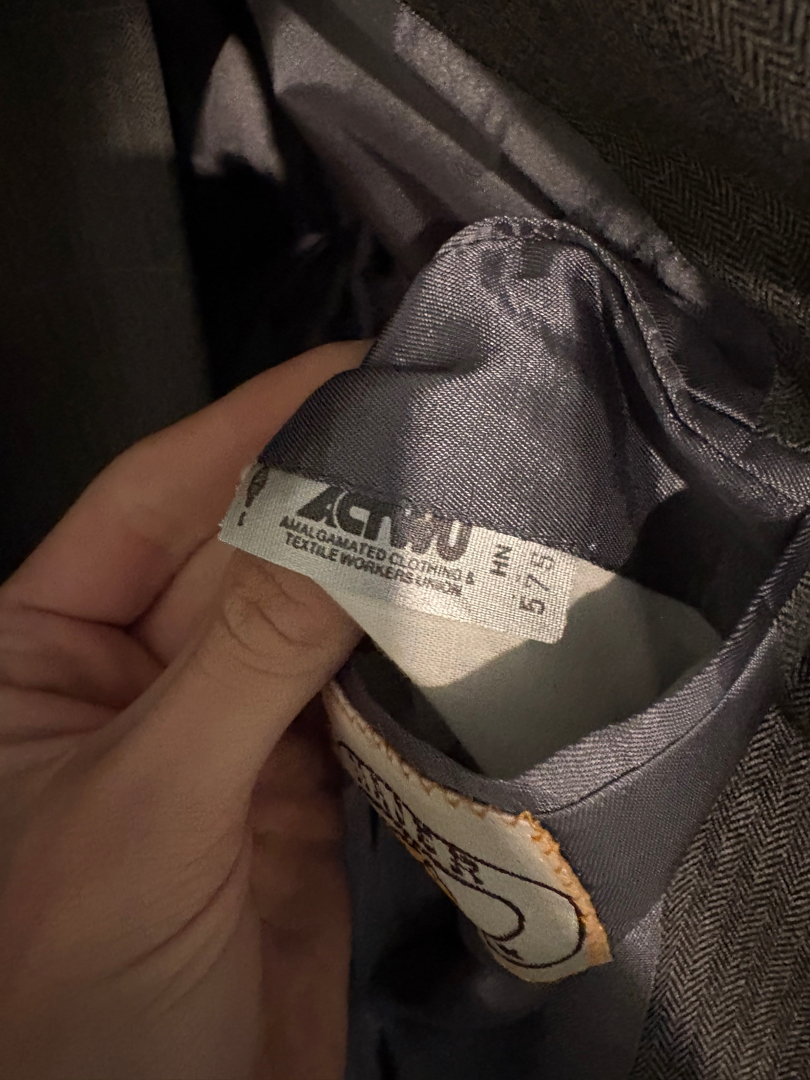 ACTWU
AMALGAMATED CLOTHING &
TEXTILE WORKERS UNION
HN
575